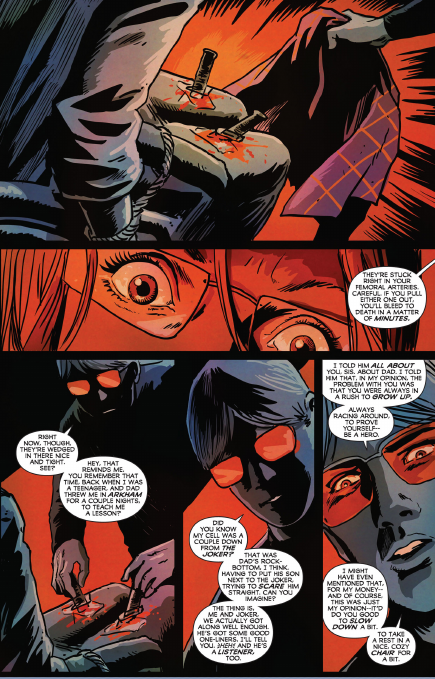 THEY'RE STUCK
RIGHT IN YOUR
FEMORAL ARTERIES.
CAREFUL. IF YOU PULL
EITHER ONE OUT,
YOU'LL BLEED TO
DEATH IN A MATTER
OF MINUTES.
RIGHT
NOW, THOUGH,
THEY'RE WEDGED
IN THERE NICE
AND TIGHT.
SEE?
HEY, THAT
REMINDS ME.
YOU REMEMBER THAT
TIME, BACK WHEN I WAS
A TEENAGER, AND DAD
THREW ME IN ARKHAM
FOR A COUPLE NIGHTS.
TO TEACH ME
A LESSON?
DID
YOU KNOW
MY CELL WAS A
COUPLE DOWN
FROM THE
JOKER?
THAT WAS
DAD'S ROCK-
BOTTOM, I THINK.
HAVING TO PUT HIS SON
NEXT TO THE JOKER.
TRYING TO SCARE HIM
STRAIGHT. CAN YOU
IMAGINE?
THE THING IS,
ME AND JOKER,
WE ACTUALLY GOT
ALONG WELL ENOUGH.
HE'S GOT SOME GOOD
ONE-LINERS, I'LL TELL
YOU. HEH! AND HE'S
A LISTENER,
TOO.
I TOLD HIM ALL ABOUT
YOU, SIS. ABOUT DAD. I TOLD
HIM THAT, IN MY OPINION, THE
PROBLEM WITH YOU WAS
THAT YOU WERE ALWAYS IN
A RUSH TO GROW UP.
ALWAYS
RACING AROUND,
TO PROVE
YOURSELF--
BE A HERO.
I MIGHT
HAVE EVEN
MENTIONED THAT,
FOR MY MONEY--
AND OF COURSE,
THIS WAS JUST
MY OPINION--IT'D
DO YOU GOOD
TO SLOW
DOWN A BIT.
TO TAKE
A REST IN A
NICE, COZY
CHAIR FOR
A BIT.